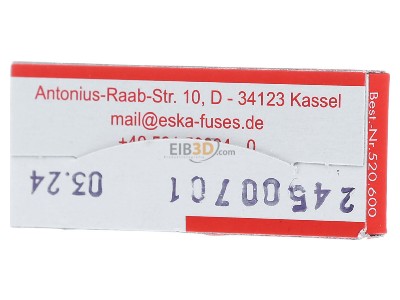 Antonius-Raab-Str. 10, D - 34123 Kassel
mail@eska-fuses.de
EIB3D
03.24
24500701
Best.-Nr. 520.600